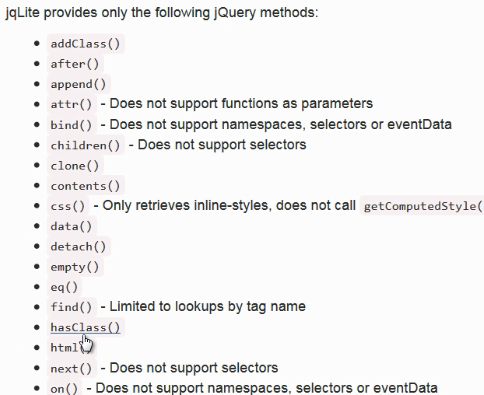 jqLite provides only the following jQuery methods:
addClass()
after()
append()
attr() - Does not support functions as parameters
bind() - Does not support namespaces, selectors or eventData
children() - Does not support selectors
clone()
contents()
css() - Only retrieves inline-styles, does not call getComputedStyle(
data()
detach()
empty()
eq()
find() - Limited to lookups by tag name
hasClass()
html()
next() - Does not support selectors
on() - Does not support namespaces, selectors or eventData